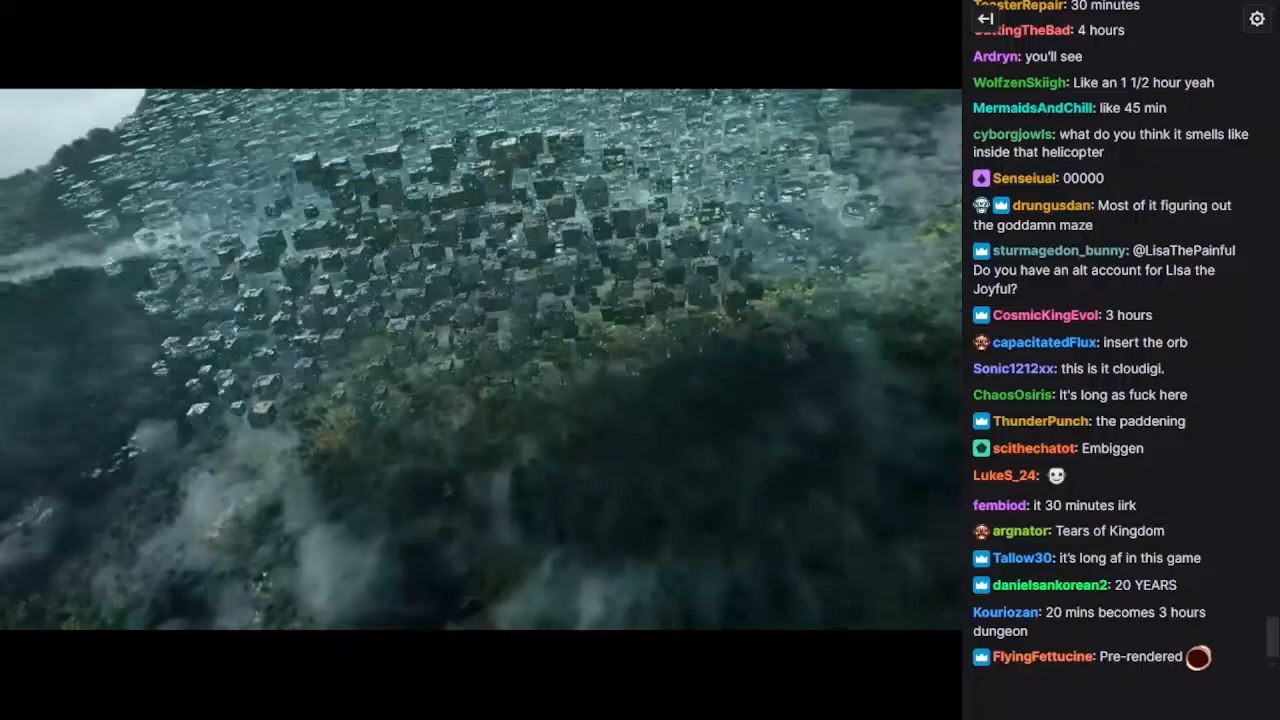 ToasterRepair: 30 minutes
CuttingTheBad: 4 hours
Ardryn: you'll see
WolfzenSkiigh: Like an 1 1/2 hour yeah
MermaidsAndChill: like 45 min
cyborgjowls: what do you think it smells like
inside that helicopter
Senseiual: 00000
drungusdan: Most of it figuring out
the goddamn maze
sturmagedon_bunny: @LisaThePainful
Do you have an alt account for LIsa the
Joyful?
CosmicKingEvol: 3 hours
capacitatedFlux: insert the orb
Sonic1212xx: this is it cloudigi.
ChaosOsiris: It's long as fuck here
ThunderPunch: the paddening
scithechatot: Embiggen
LukeS_24:
fembiod: it 30 minutes iirk
argnator: Tears of Kingdom
Tallow30: it's long af in this game
danielsankorean2: 20 YEARS
Kouriozan: 20 mins becomes 3 hours
dungeon
FlyingFettucine: Pre-rendered